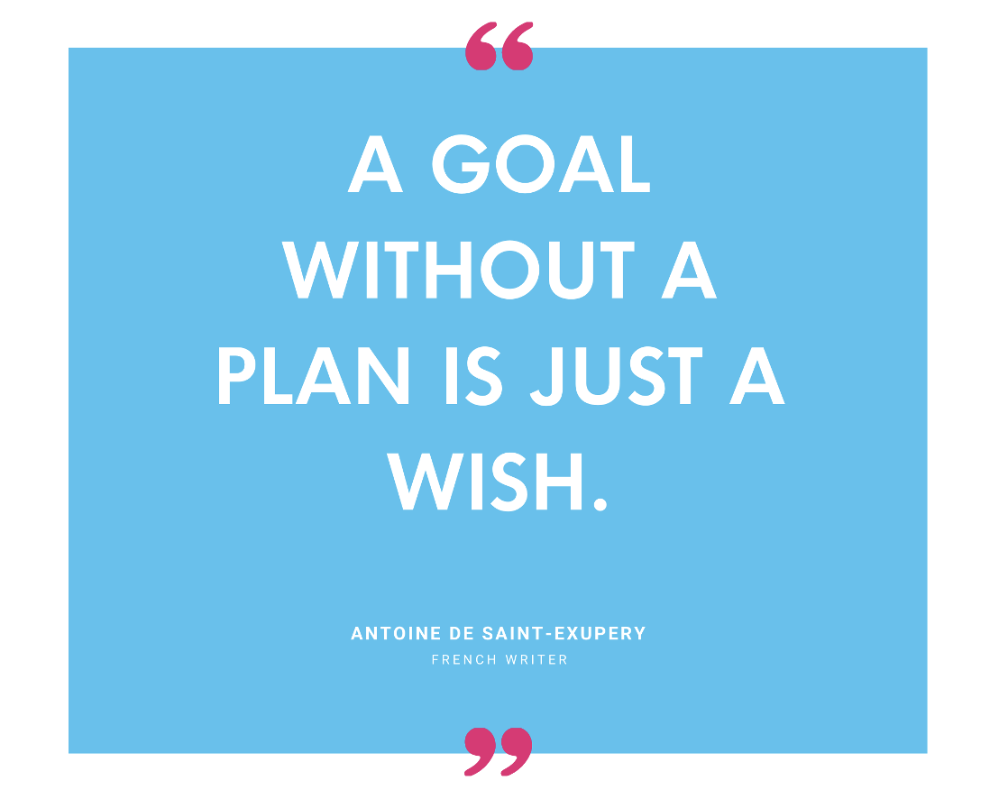 “
A GOAL
WITHOUT A
PLAN IS JUST A
WISH.
ANTOINE DE SAINT-EXUPERY
FRENCH WRITER
”